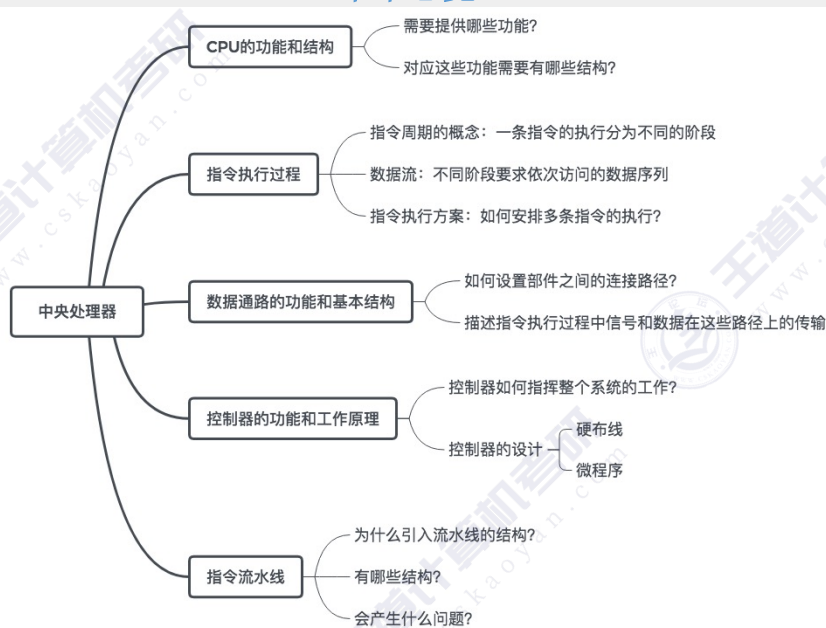 CPU的功能和结构
需要提供哪些功能?
对应这些功能需要有哪些结构?
指令执行过程
指令周期的概念：一条指令的执行分为不同的阶段
数据流：不同阶段要求依次访问的数据序列
指令执行方案：如何安排多条指令的执行?
中央处理器
数据通路的功能和基本结构
如何设置部件之间的连接路径?
描述指令执行过程中信号和数据在这些路径上的传输
控制器的功能和工作原理
控制器如何指挥整个系统的工作?
控制器的设计
硬布线
微程序
指令流水线
为什么引入流水线的结构?
有哪些结构?
会产生什么问题?
王道计算机考研
www.cskaoyan.com